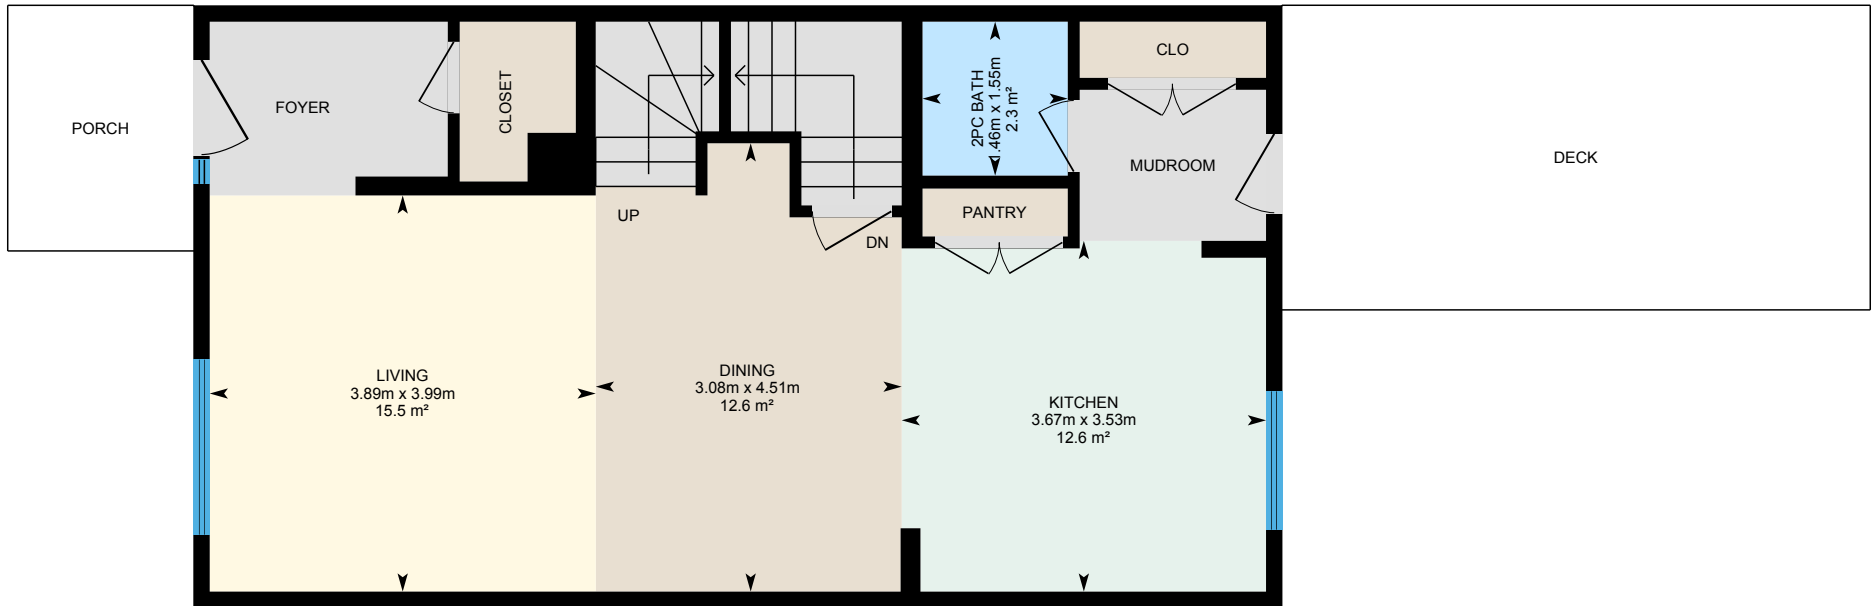 PORCH
FOYER
CLOSET
2PC BATH
1.46m x 1.55m
2.3 m²
CLO
MUDROOM
DECK
PANTRY
UP
DN
LIVING
3.89m x 3.99m
15.5 m²
DINING
3.08m x 4.51m
12.6 m²
KITCHEN
3.67m x 3.53m
12.6 m²